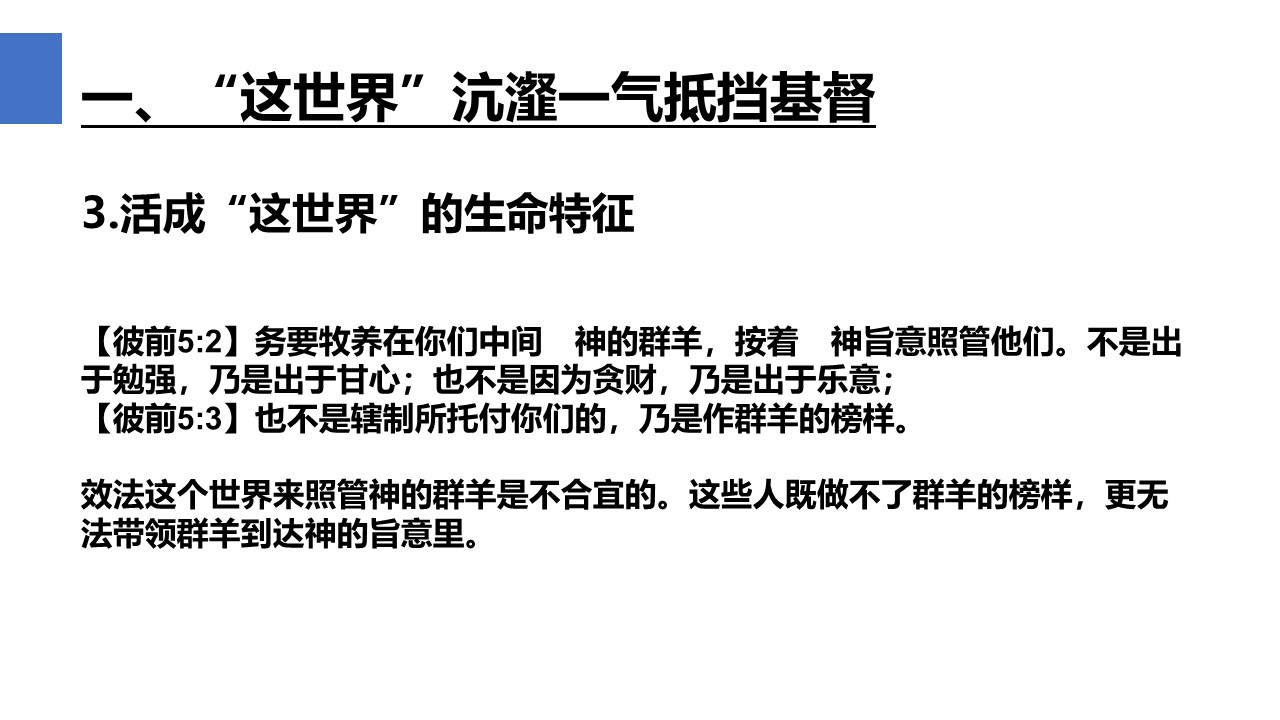 一、“这世界”沆瀣一气抵挡基督
3.活成“这世界”的生命特征
【彼前5:2】务要牧养在你们中间　神的群羊，按着　神旨意照管他们。不是出
于勉强，乃是出于甘心；也不是因为贪财，乃是出于乐意；
【彼前5:3】也不是辖制所托付你们的，乃是作群羊的榜样。
效法这个世界来照管神的群羊是不合宜的。这些人既做不了群羊的榜样，更无
法带领群羊到达神的旨意里。